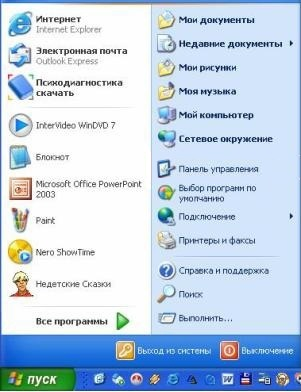 Интернет
Internet Explorer
Электронная почта
Outlook Express
Психодиагностика
скачать
InterVideo WinDVD 7
Блокнот
Microsoft Office PowerPoint
2003
Paint
Nero ShowTime
Недетские Сказки
Все программы
Мои документы
Недавние документы
Мои рисунки
Моя музыка
Мой компьютер
Сетевое окружение
Панель управления
Выбор программ по
умолчанию
Подключение
Принтеры и факсы
Справка и поддержка
Поиск
Выполнить...
Выход из системы
Выключение
пуск